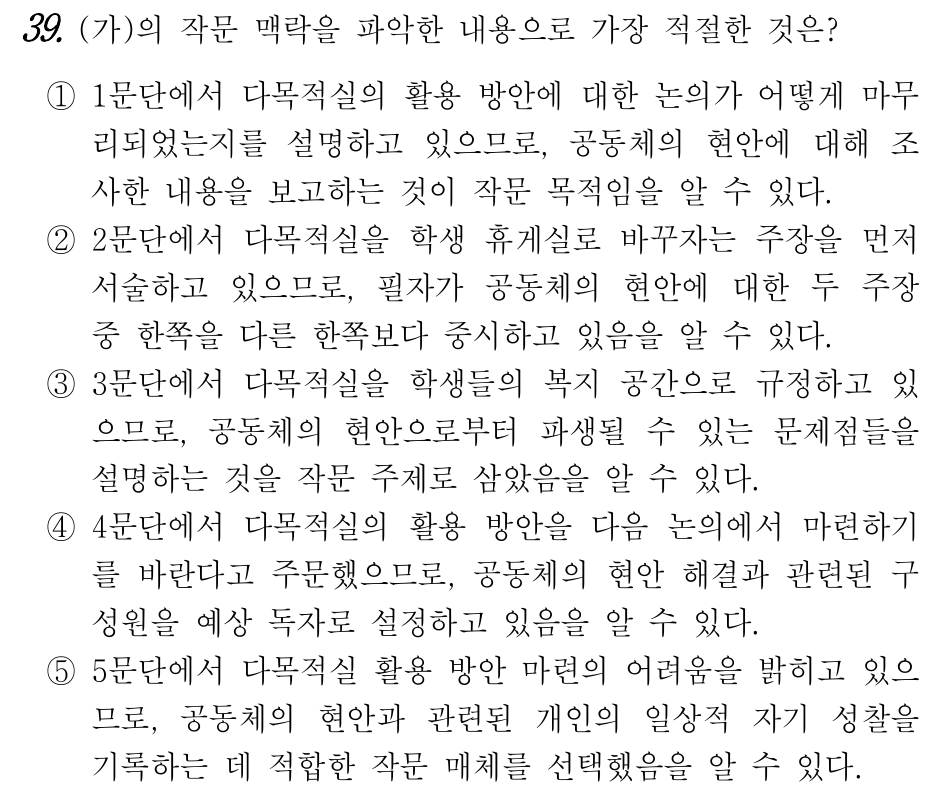 39. (가)의 작문 맥락을 파악한 내용으로 가장 적절한 것은?
① 1문단에서 다목적실의 활용 방안에 대한 논의가 어떻게 마무
리되었는지를 설명하고 있으므로, 공동체의 현안에 대해 조
사한 내용을 보고하는 것이 작문 목적임을 알 수 있다.
② 2문단에서 다목적실을 학생 휴게실로 바꾸자는 주장을 먼저
서술하고 있으므로, 필자가 공동체의 현안에 대한 두 주장
중 한쪽을 다른 한쪽보다 중시하고 있음을 알 수 있다.
③ 3문단에서 다목적실을 학생들의 복지 공간으로 규정하고 있
으므로, 공동체의 현안으로부터 파생될 수 있는 문제점들을
설명하는 것을 작문 주제로 삼았음을 알 수 있다.
④ 4문단에서 다목적실의 활용 방안을 다음 논의에서 마련하기
를 바란다고 주문했으므로, 공동체의 현안 해결과 관련된 구
성원을 예상 독자로 설정하고 있음을 알 수 있다.
⑤ 5문단에서 다목적실 활용 방안 마련의 어려움을 밝히고 있으
므로, 공동체의 현안과 관련된 개인의 일상적 자기 성찰을
기록하는 데 적합한 작문 매체를 선택했음을 알 수 있다.